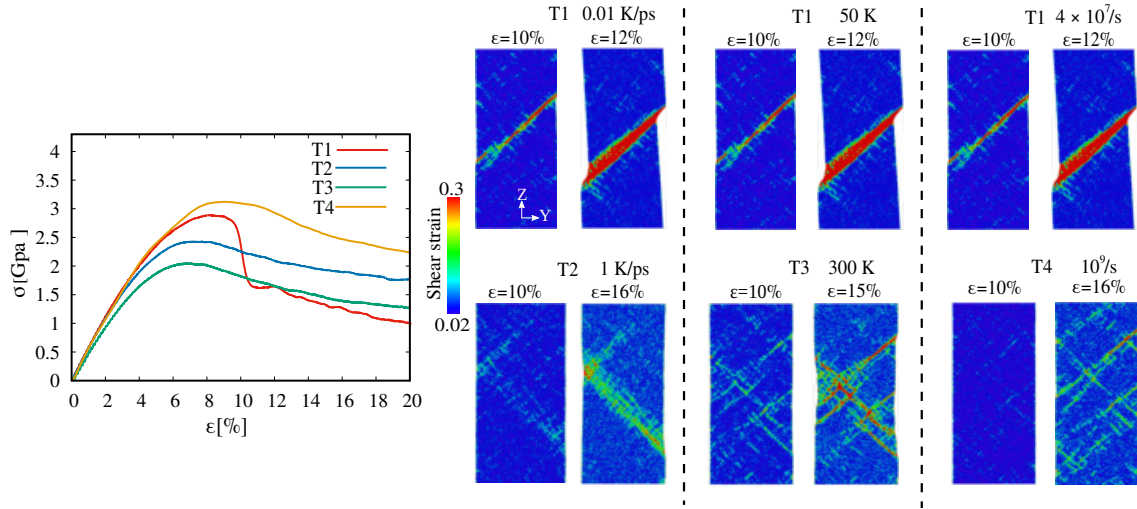 T1 0.01 K/ps
ε=10% ε=12%
T1 50 K
ε=10% ε=12%
T1 4 × 10⁷/s
ε=10% ε=12%
σ[Gpa ]
4
3.5
3
2.5
2
1.5
1
0.5
0
T1
T2
T3
T4
0 2 4 6 8 10 12 14 16 18 20
ε[%]
Shear strain
0.3
0.02
Z
Y
T2 1 K/ps
ε=10% ε=16%
T3 300 K
ε=10% ε=15%
T4 10⁹/s
ε=10% ε=16%